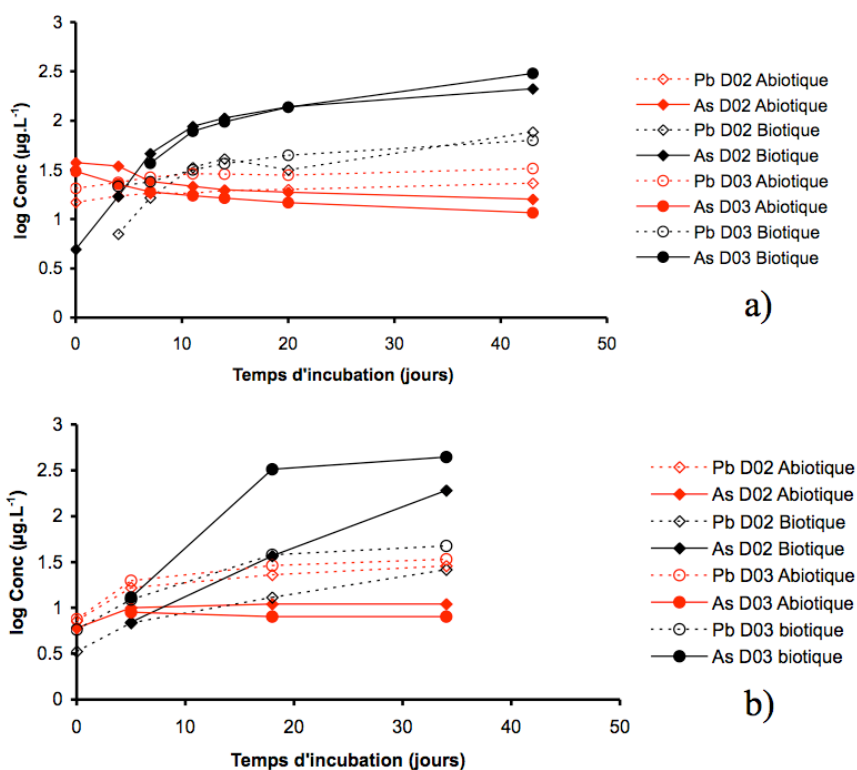 3
2.5
2
1.5
1
0.5
0
log Conc (µg.L-1)
0 10 20 30 40 50
Temps d'incubation (jours)
Pb D02 Abiotique
As D02 Abiotique
Pb D02 Biotique
As D02 Biotique
Pb D03 Abiotique
As D03 Abiotique
Pb D03 Biotique
As D03 Biotique
a)
3
2.5
2
1.5
1
0.5
0
log Conc (µg.L-1)
0 10 20 30 40 50
Temps d'incubation (jours)
Pb D02 Abiotique
As D02 Abiotique
Pb D02 Biotique
As D02 Biotique
Pb D03 Abiotique
As D03 Abiotique
Pb D03 biotique
As D03 biotique
b)